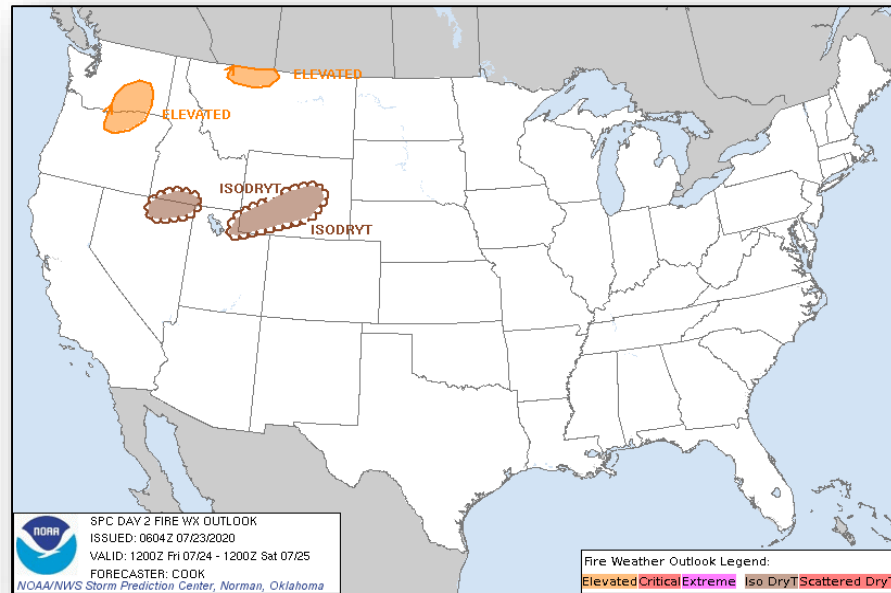 ELEVATED
ELEVATED
ISODRYT
ISODRYT
NOAA
SPC DAY 2 FIRE WX OUTLOOK
ISSUED: 0604Z 07/23/2020
VALID: 1200Z Fri 07/24 - 1200Z Sat 07/25
FORECASTER: COOK
NOAA/NWS Storm Prediction Center, Norman, Oklahoma
Fire Weather Outlook Legend:
Elevated Critical Extreme Iso DryT Scattered DryT